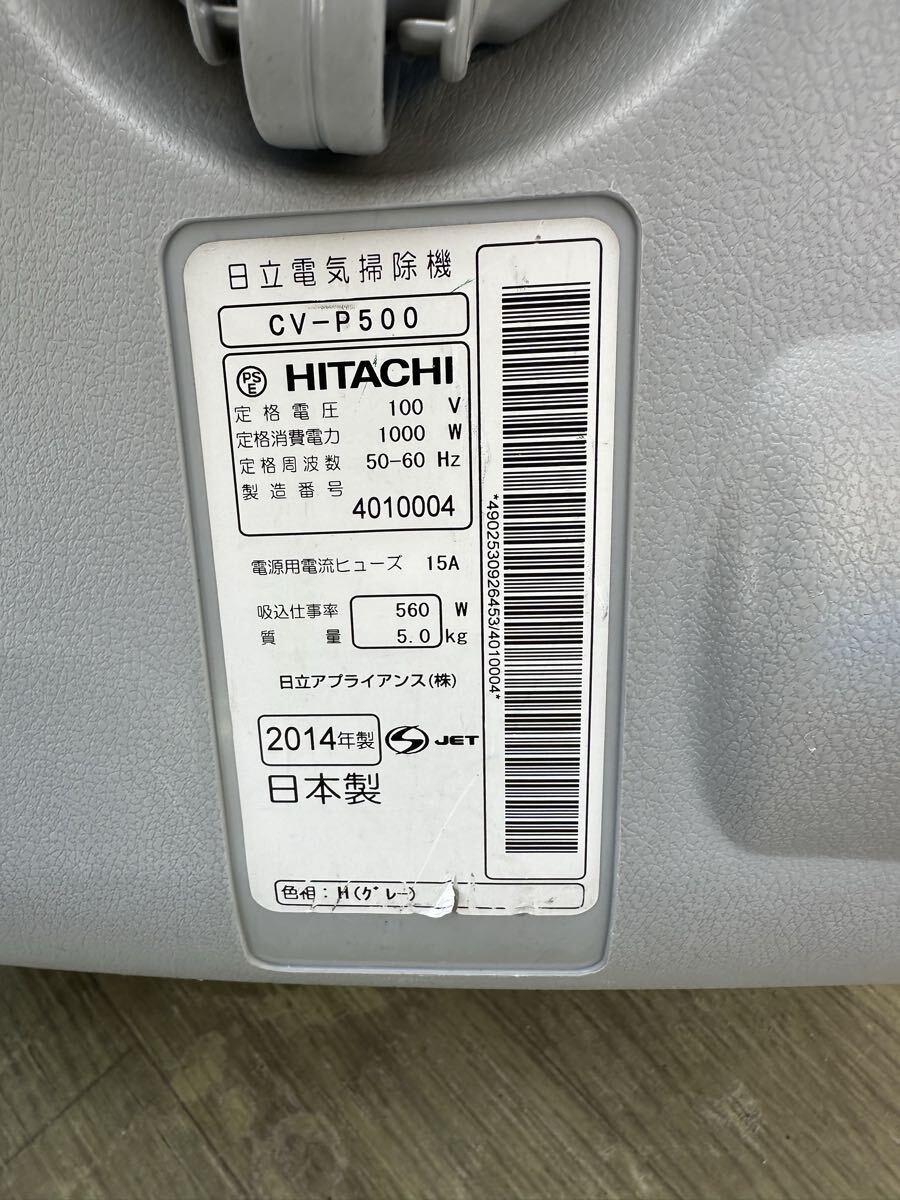 日立電気掃除機
CV-P500
PS E HITACHI
定格電圧 100 V
定格消費電力 1000 W
定格周波数 50-60 Hz
製造番号
4010004
電源用電流ヒューズ 15A
吸込仕事率 560 W
質量 5.0 kg
日立アプライアンス(株)
2014年製 JET
日本製
色相：H(グレー)
*4902530926453/4010004*